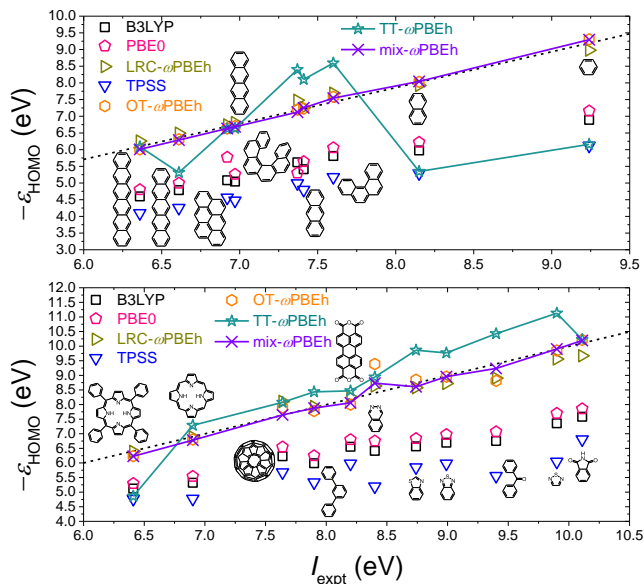 10.0
9.5
9.0
8.5
8.0
7.5
7.0
6.5
6.0
5.5
5.0
4.5
4.0
3.5
3.0
−εHOMO (eV)
B3LYP
PBE0
LRC-ωPBEh
TPSS
OT-ωPBEh
TT-ωPBEh
mix-ωPBEh
6.0 6.5 7.0 7.5 8.0 8.5 9.0 9.5
12.0
11.5
11.0
10.5
10.0
9.5
9.0
8.5
8.0
7.5
7.0
6.5
6.0
5.5
5.0
4.5
4.0
−εHOMO (eV)
B3LYP
PBE0
LRC-ωPBEh
TPSS
OT-ωPBEh
TT-ωPBEh
mix-ωPBEh
6.0 6.5 7.0 7.5 8.0 8.5 9.0 9.5 10.0 10.5
Iexpt (eV)